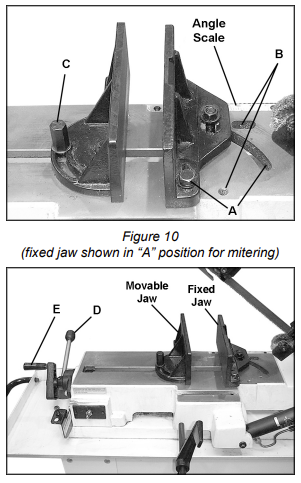 Angle
Scale
B
C
A
Figure 10
(fixed jaw shown in “A” position for mitering)
Movable
Jaw
Fixed
Jaw
E
D